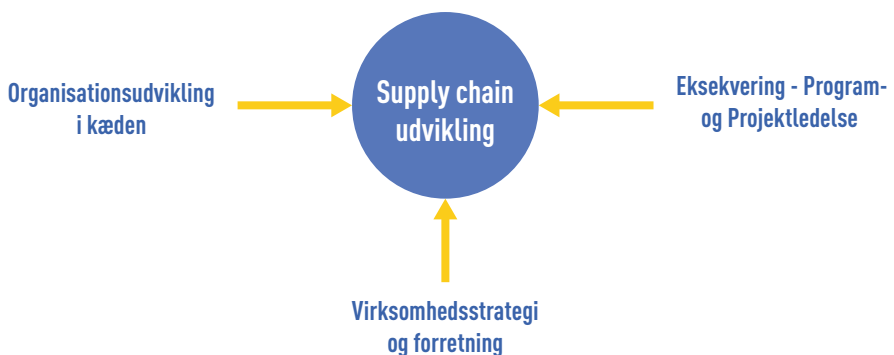 Organisationsudvikling
i kæden
Supply chain
udvikling
Eksekvering - Program-
og Projektledelse
Virksomhedsstrategi
og forretning